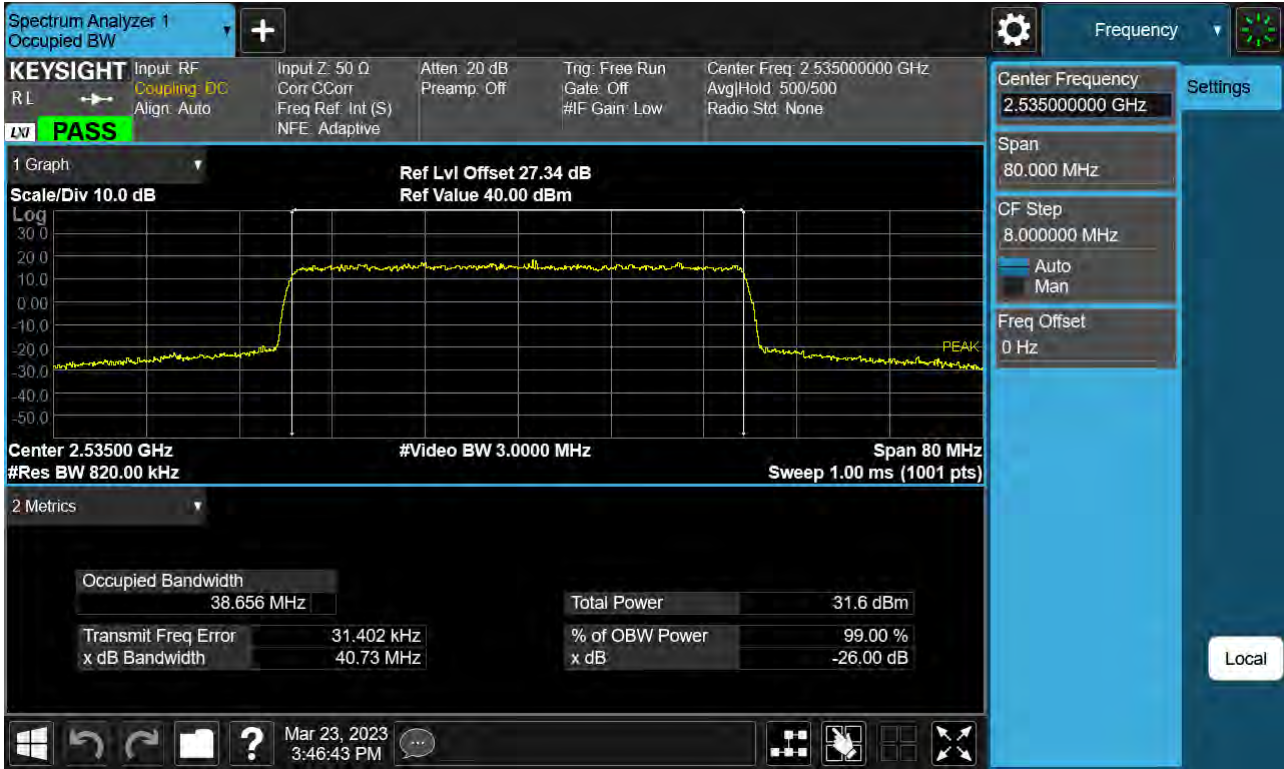 Spectrum Analyzer 1
Occupied BW
+
Frequency
KEYSIGHT
R L
LXI PASS
Input: RF
Coupling: DC
Align: Auto
Input Z: 50 Ω
Corr CCorr
Freq Ref: Int (S)
NFE: Adaptive
Atten: 20 dB
Preamp: Off
Trig: Free Run
Gate: Off
#IF Gain: Low
Center Freq: 2.535000000 GHz
Avg|Hold: 500/500
Radio Std: None
1 Graph
Scale/Div 10.0 dB
Ref Lvl Offset 27.34 dB
Ref Value 40.00 dBm
Log
30.0
20.0
10.0
0.00
-10.0
-20.0
-30.0
-40.0
-50.0
PEAK
Center 2.53500 GHz
#Video BW 3.0000 MHz
Span 80 MHz
#Res BW 820.00 kHz
Sweep 1.00 ms (1001 pts)
2 Metrics
Occupied Bandwidth
38.656 MHz
Total Power 31.6 dBm
Transmit Freq Error 31.402 kHz
% of OBW Power 99.00 %
x dB Bandwidth 40.73 MHz
x dB -26.00 dB
Center Frequency
2.535000000 GHz
Settings
Span
80.000 MHz
CF Step
8.000000 MHz
Auto
Man
Freq Offset
0 Hz
Local
?
Mar 23, 2023
3:46:43 PM